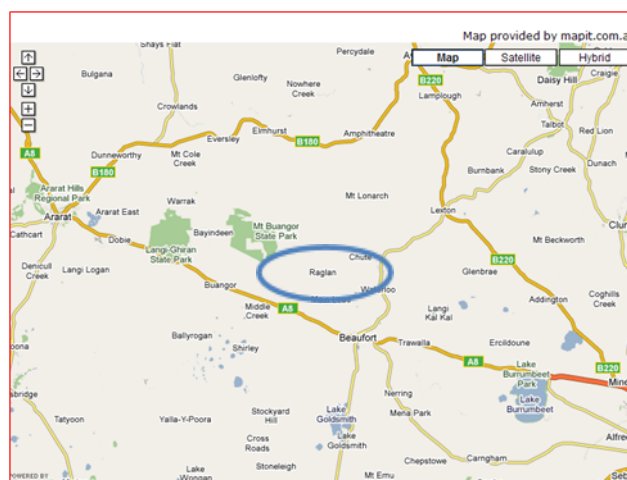 Map provided by mapit.com.a
Shays Flat
Percydale
Map
Satellite
Hybrid
Bulgana
Glenlofty
Nowhere
Creek
B220
Lamplough
Daisy Hill
Craigie
Crowlands
Amherst
Talbot
Red Lion
Elmhurst
Amphitheatre
Eversley
B180
A8
Dunneworthy
Mt Cole
Creek
Caralulup
Dunach
B180
Burnbank
Stony Creek
Ararat Hills
Regional Park
Warrak
Mt Lonarch
Lexton
Ararat
Ararat East
Mt Buangor
State Park
Clun
Cathcart
Dobie
Bayindeen
Mt Beckworth
Langi-Ghiran
State Park
Chute
B220
Denicull
Creek
Langi Logan
Raglan
Glenbrae
Buangor
Waterloo
Addington
Coghills
Creek
Middle
Creek
A8
Langi
Kal Kal
Ballyrogan
Beaufort
Trawalla
Ercildoune
Shirley
A8
Lake
Burrumbeet
Park
B220
Mine
Lake
Burrumbeet
Nerring
Tatyoon
Yalla-Y-Poora
Stockyard
Hill
Lake
Goldsmith
Mena Park
Cross
Roads
Lake
Goldsmith
Alfre
Stoneleigh
Chepstowe
Carngham
POWERED BY
Lake
Wongan
Mt Emu